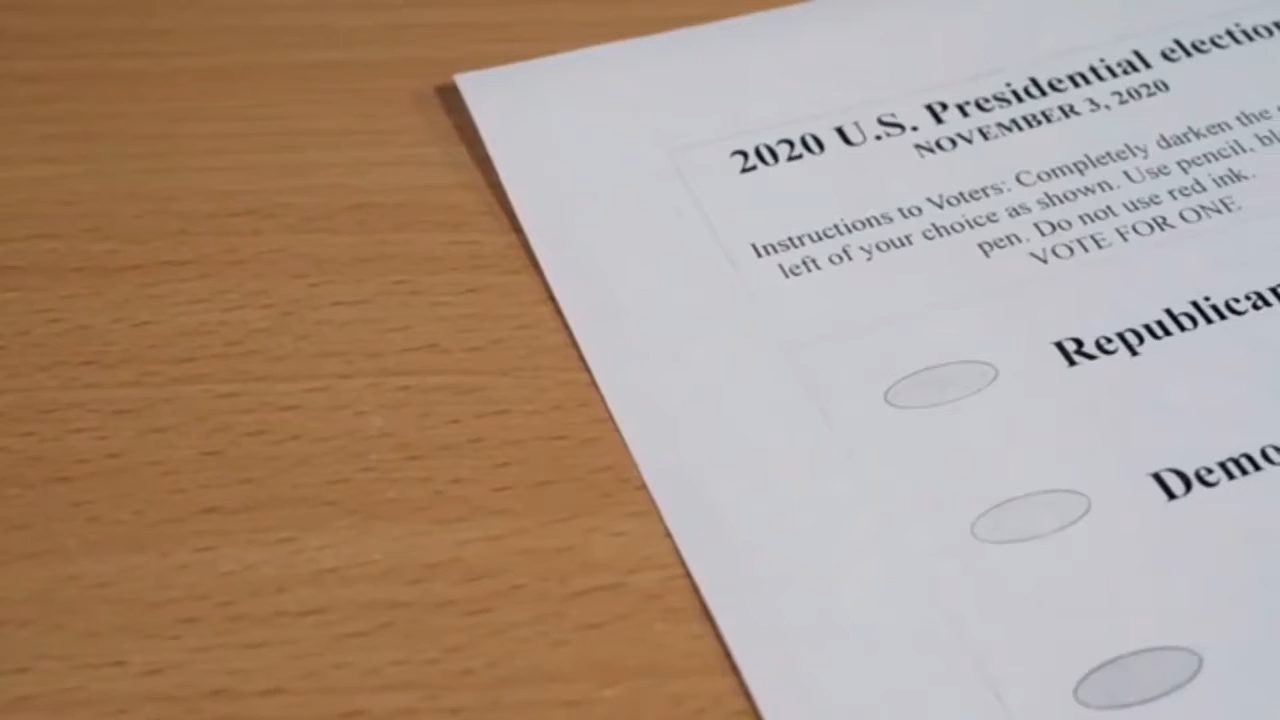 2020 U.S. Presidential election
NOVEMBER 3, 2020
Instructions to Voters: Completely darken the
left of your choice as shown. Use pencil, bl
pen. Do not use red ink.
VOTE FOR ONE
Republican
Demo